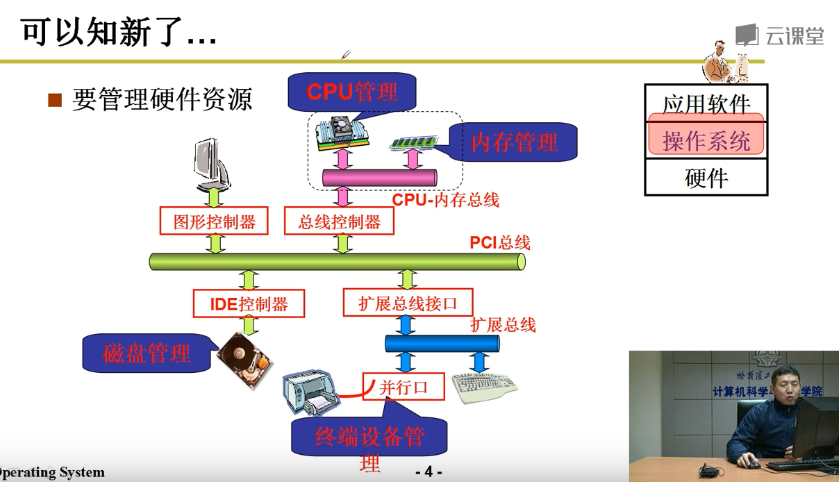 可以知新了…
云课堂
要管理硬件资源
CPU管理
内存管理
应用软件
操作系统
硬件
CPU-内存总线
图形控制器
总线控制器
PCI总线
IDE控制器
扩展总线接口
扩展总线
磁盘管理
并行口
终端设备管
理
计算机科学
学院
Operating System
- 4 -